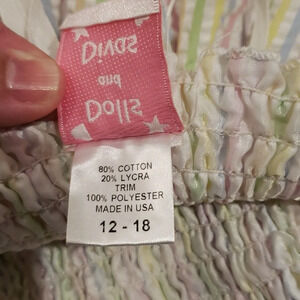 Dolls
and
Divas
80% COTTON
20% LYCRA
TRIM
100% POLYESTER
MADE IN USA
12 - 18